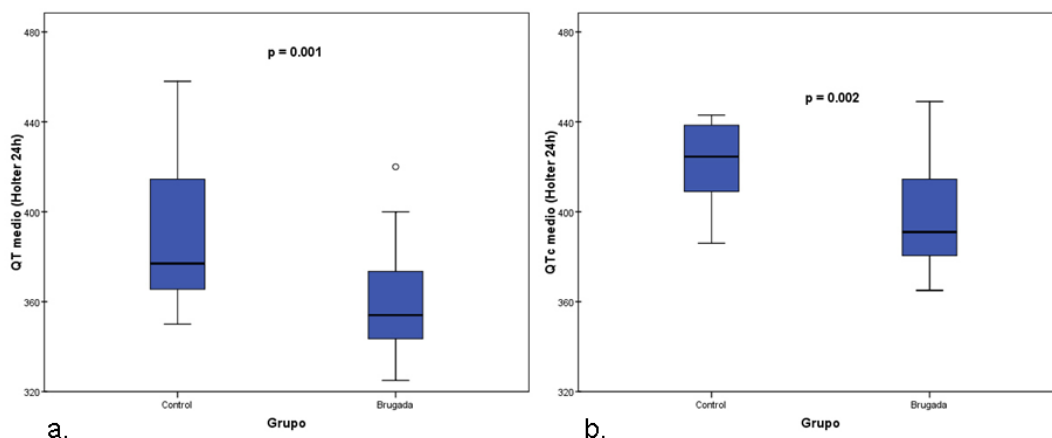 480
440
400
360
320
QT medio (Holter 24h)
p = 0.001
Control
Brugada
Grupo
a.
480
440
400
360
320
QTc medio (Holter 24h)
p = 0.002
Control
Brugada
Grupo
b.